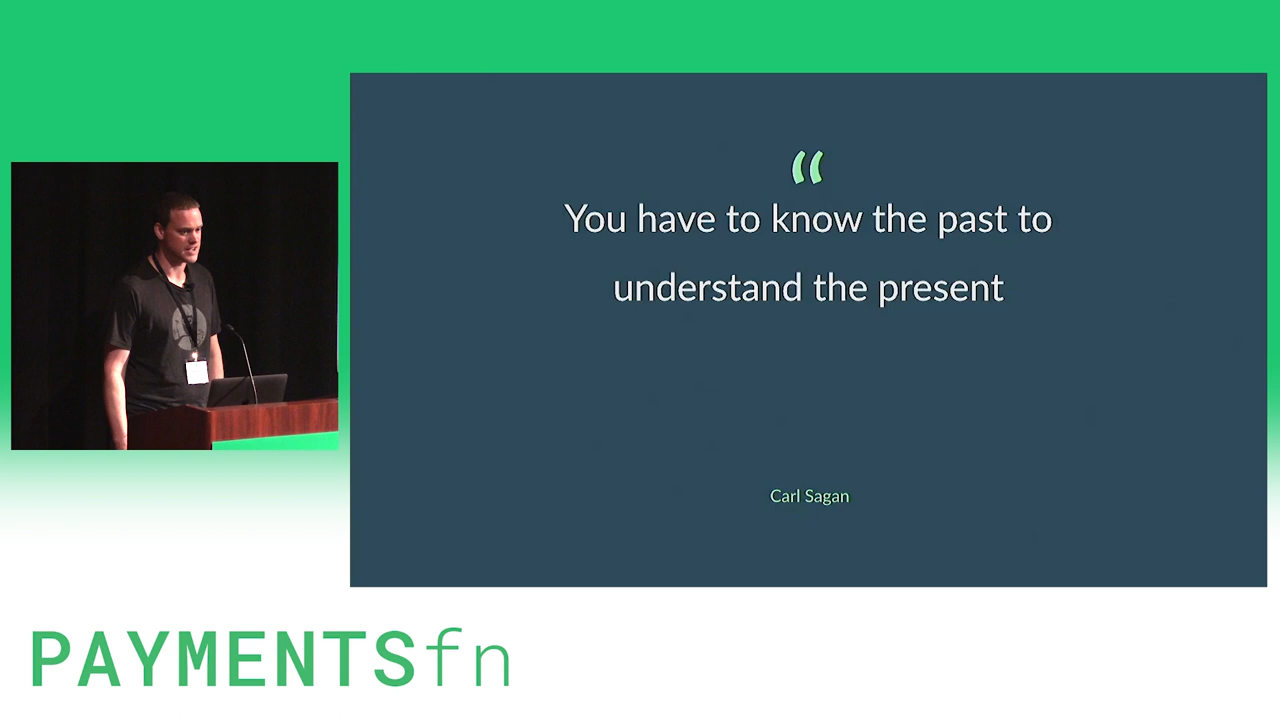 “
You have to know the past to
understand the present
Carl Sagan
PAYMENTSfn